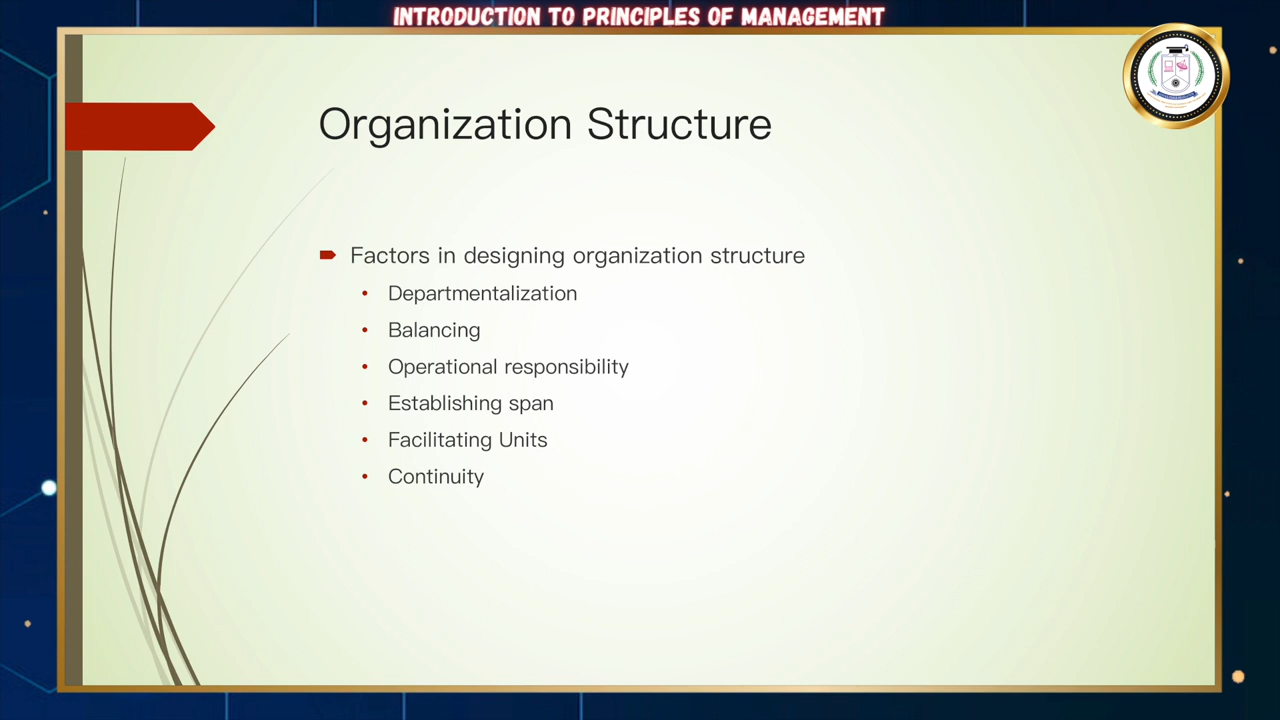 INTRODUCTION TO PRINCIPLES OF MANAGEMENT
Organization Structure
Factors in designing organization structure
• Departmentalization
• Balancing
• Operational responsibility
• Establishing span
• Facilitating Units
• Continuity